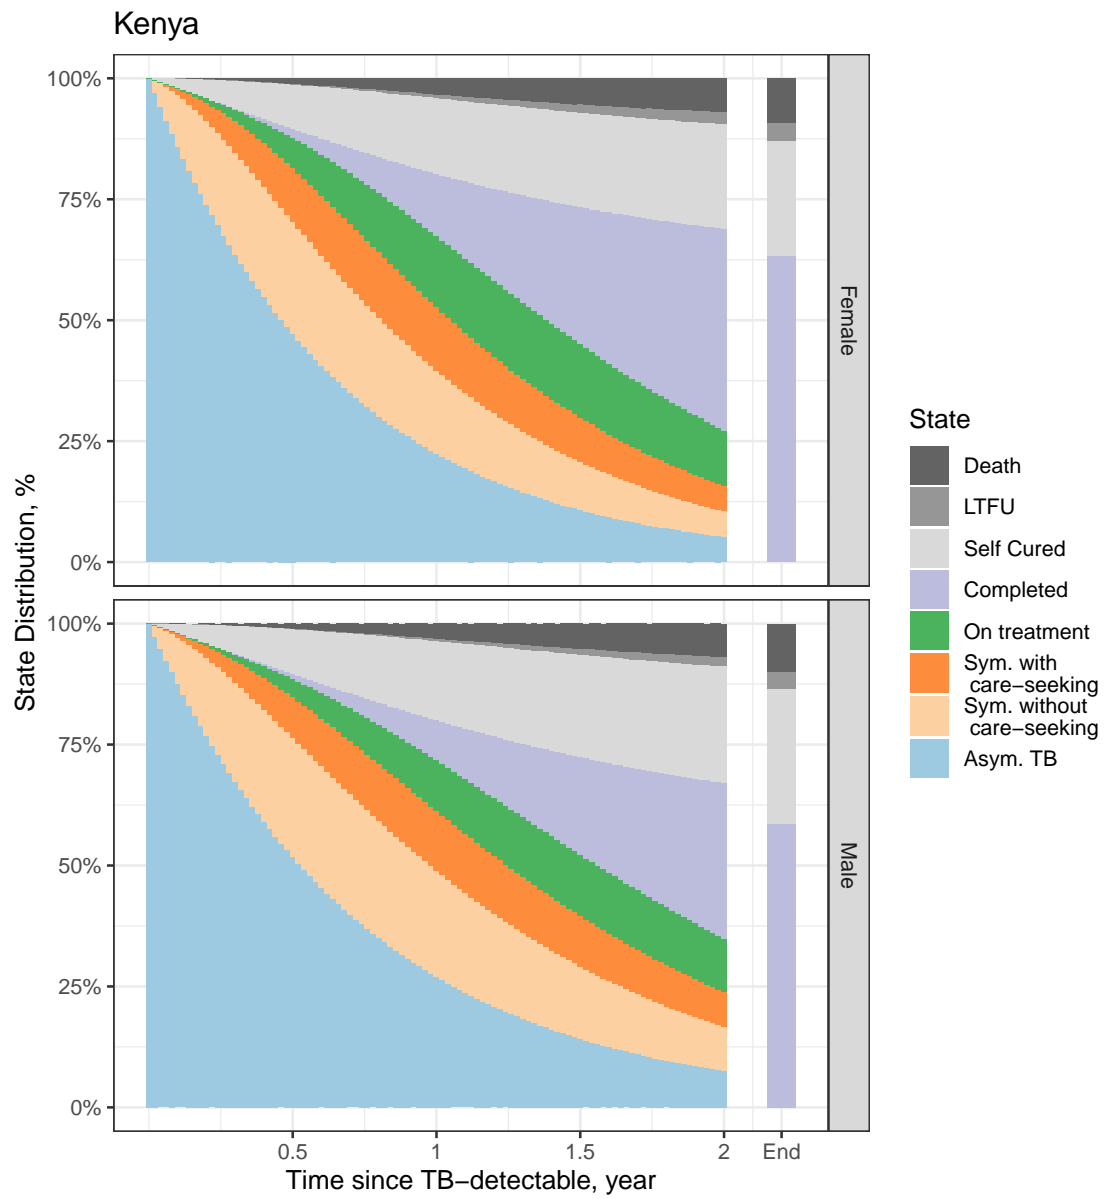 Kenya
State Distribution, %
100%
75%
50%
25%
0%
Female
100%
75%
50%
25%
0%
Male
0.5 1 1.5 2 End
Time since TB−detectable, year
State
Death
LTFU
Self Cured
Completed
On treatment
Sym. with
care−seeking
Sym. without
care−seeking
Asym. TB